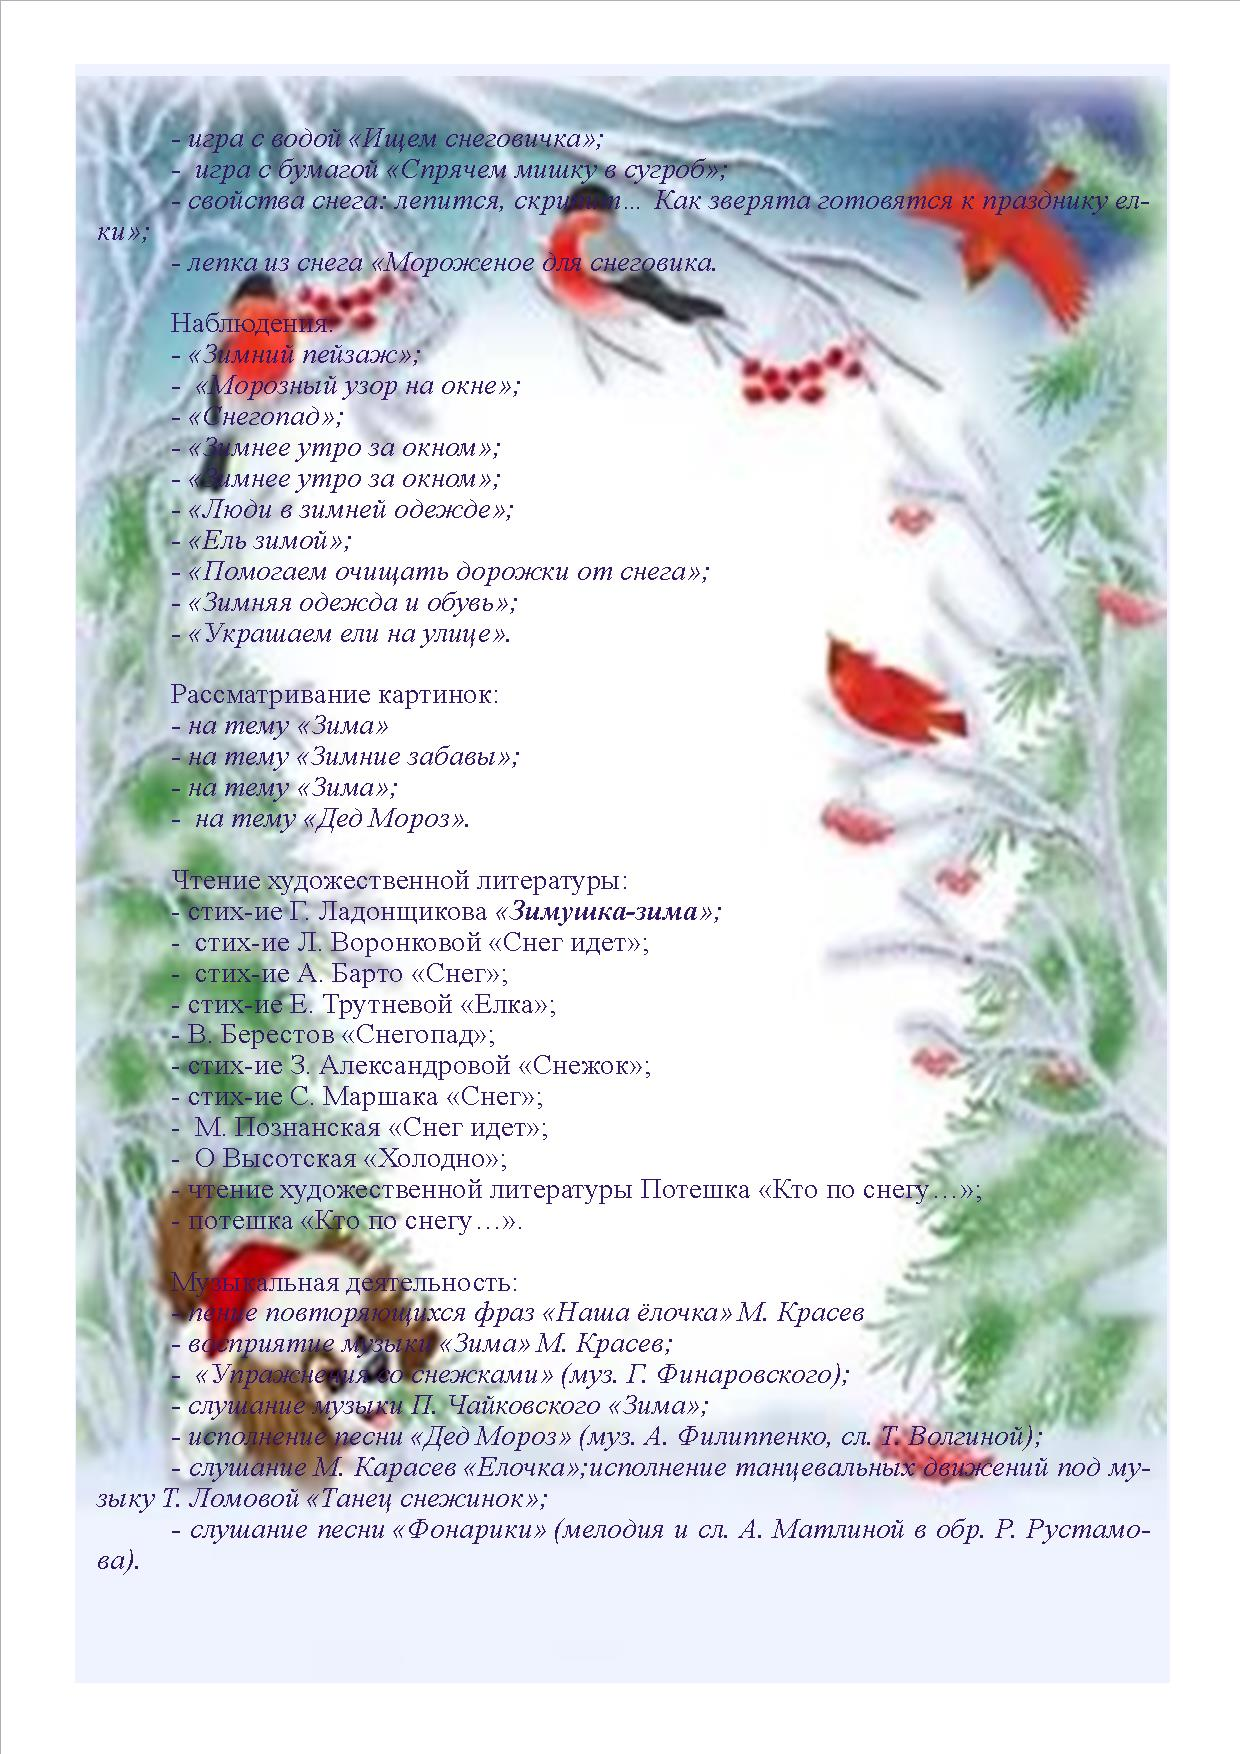 - игра с водой «Ищем снеговичка»;
- игра с бумагой «Спрячем мишку в сугроб»;
- свойства снега: лепится, скрипит… Как зверята готовятся к празднику ел-
ки»;
- лепка из снега «Мороженое для снеговика.
Наблюдения:
- «Зимний пейзаж»;
- «Морозный узор на окне»;
- «Снегопад»;
- «Зимнее утро за окном»;
- «Зимнее утро за окном»;
- «Люди в зимней одежде»;
- «Ель зимой»;
- «Помогаем очищать дорожки от снега»;
- «Зимняя одежда и обувь»;
- «Украшаем ели на улице».
Рассматривание картинок:
- на тему «Зима»
- на тему «Зимние забавы»;
- на тему «Зима»;
- на тему «Дед Мороз».
Чтение художественной литературы:
- стих-ие Г. Ладонщикова «Зимушка-зима»;
- стих-ие Л. Воронковой «Снег идет»;
- стих-ие А. Барто «Снег»;
- стих-ие Е. Трутневой «Елка»;
- В. Берестов «Снегопад»;
- стих-ие З. Александровой «Снежок»;
- стих-ие С. Маршака «Снег»;
- М. Познанская «Снег идет»;
- О Высотская «Холодно»;
- чтение художественной литературы Потешка «Кто по снегу…»;
- потешка «Кто по снегу…».
Музыкальная деятельность:
- пение повторяющихся фраз «Наша ёлочка» М. Красев
- восприятие музыки «Зима» М. Красев;
- «Упражнения со снежками» (муз. Г. Финаровского);
- слушание музыки П. Чайковского «Зима»;
- исполнение песни «Дед Мороз» (муз. А. Филиппенко, сл. Т. Волгиной);
- слушание М. Карасев «Елочка»;исполнение танцевальных движений под му-
зыку Т. Ломовой «Танец снежинок»;
- слушание песни «Фонарики» (мелодия и сл. А. Матлиной в обр. Р. Рустамо-
ва).